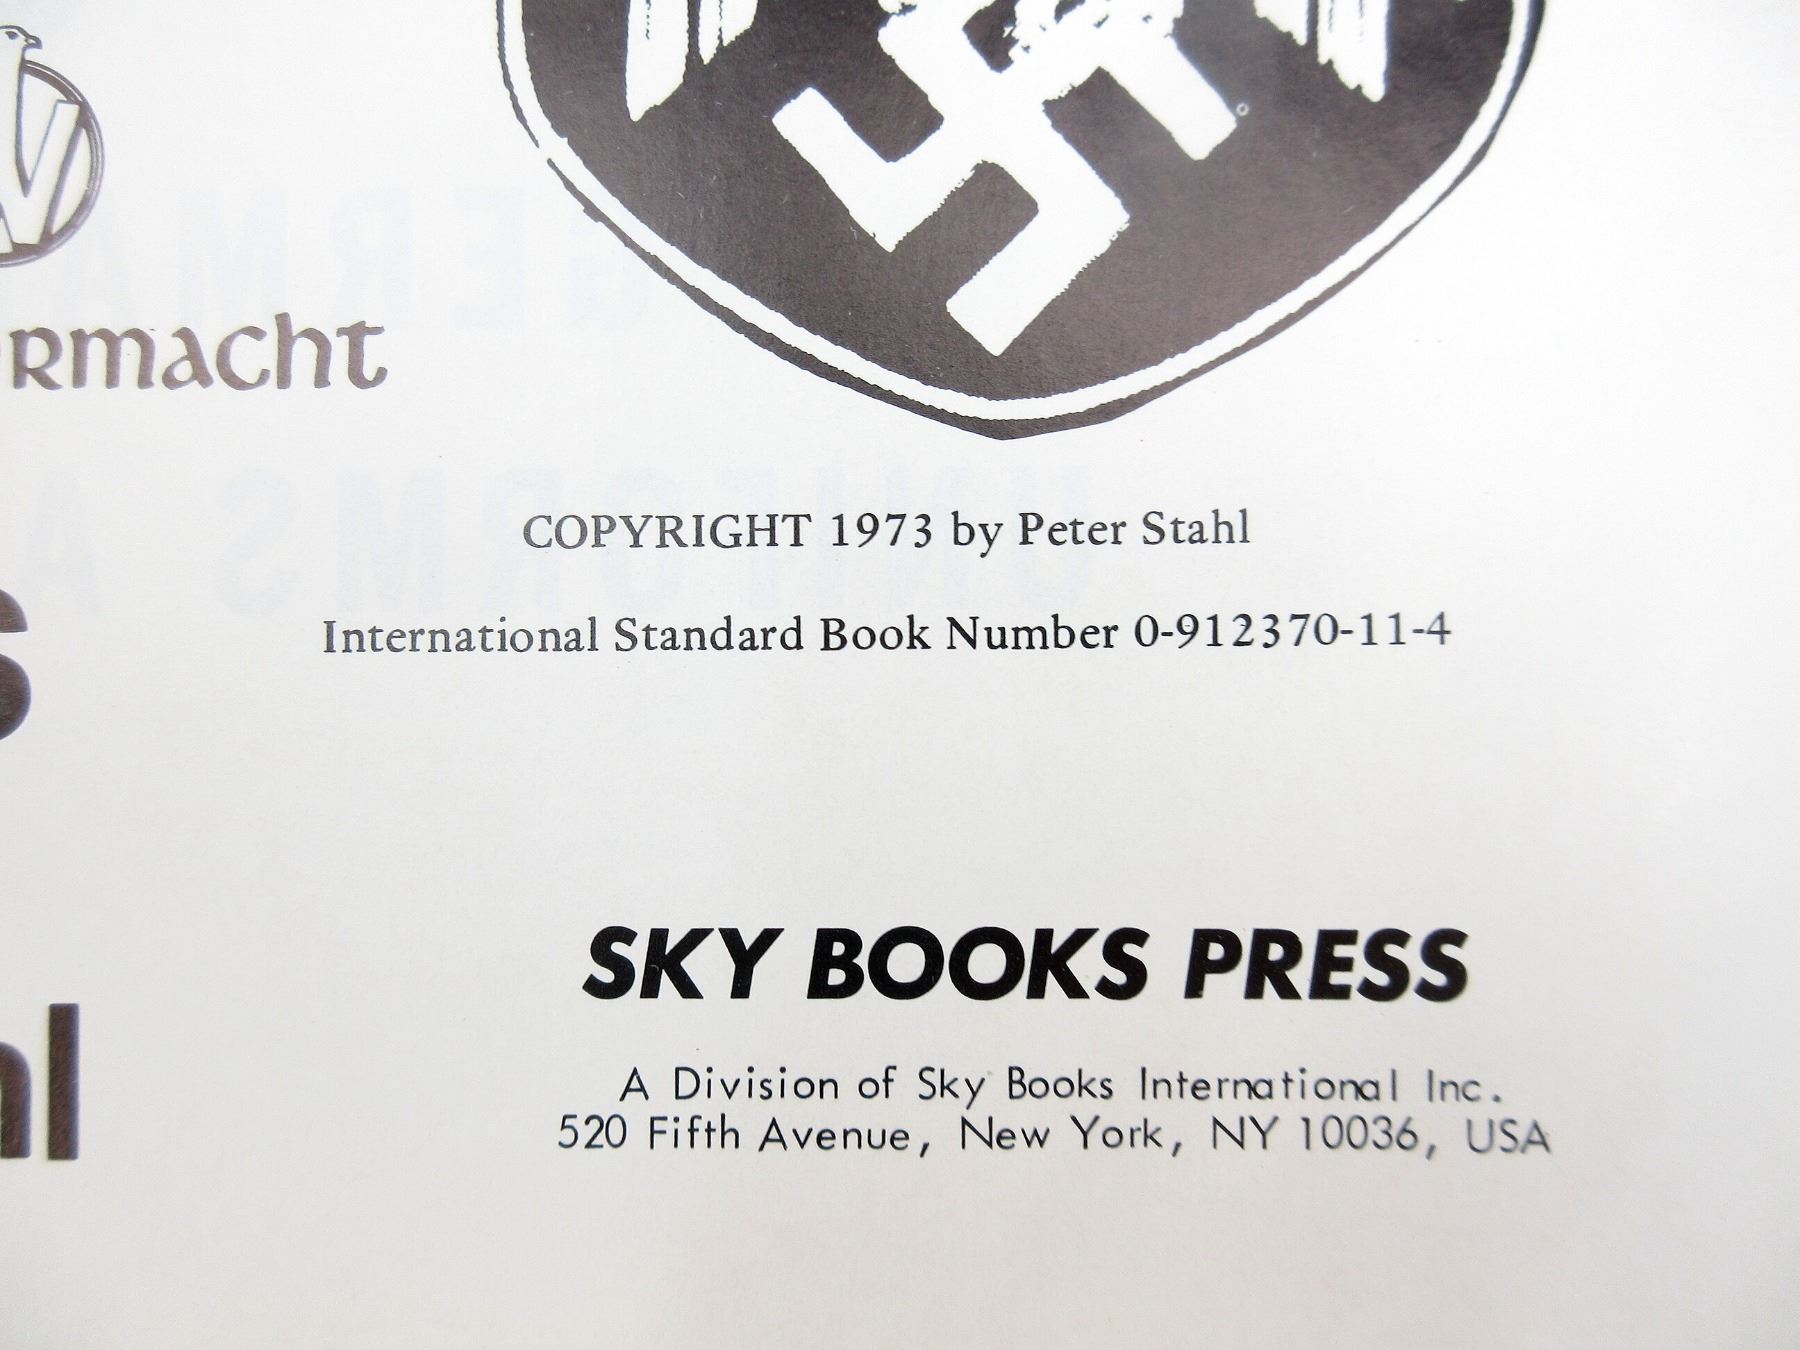 rmacht
COPYRIGHT 1973 by Peter Stahl
International Standard Book Number 0-912370-11-4
s
hl
SKY BOOKS PRESS
A Division of Sky Books International Inc.
520 Fifth Avenue, New York, NY 10036, USA